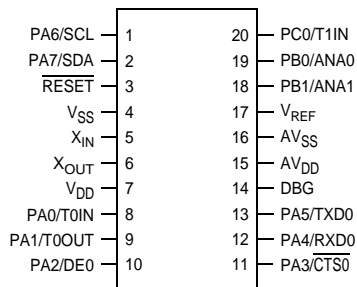 PA6/SCL 1 20 PC0/T1IN
PA7/SDA 2 19 PB0/ANA0
RESET 3 18 PB1/ANA1
VSS 4 17 VREF
XIN 5 16 AVSS
XOUT 6 15 AVDD
VDD 7 14 DBG
PA0/T0IN 8 13 PA5/TXD0
PA1/T0OUT 9 12 PA4/RXD0
PA2/DE0 10 11 PA3/CTS0